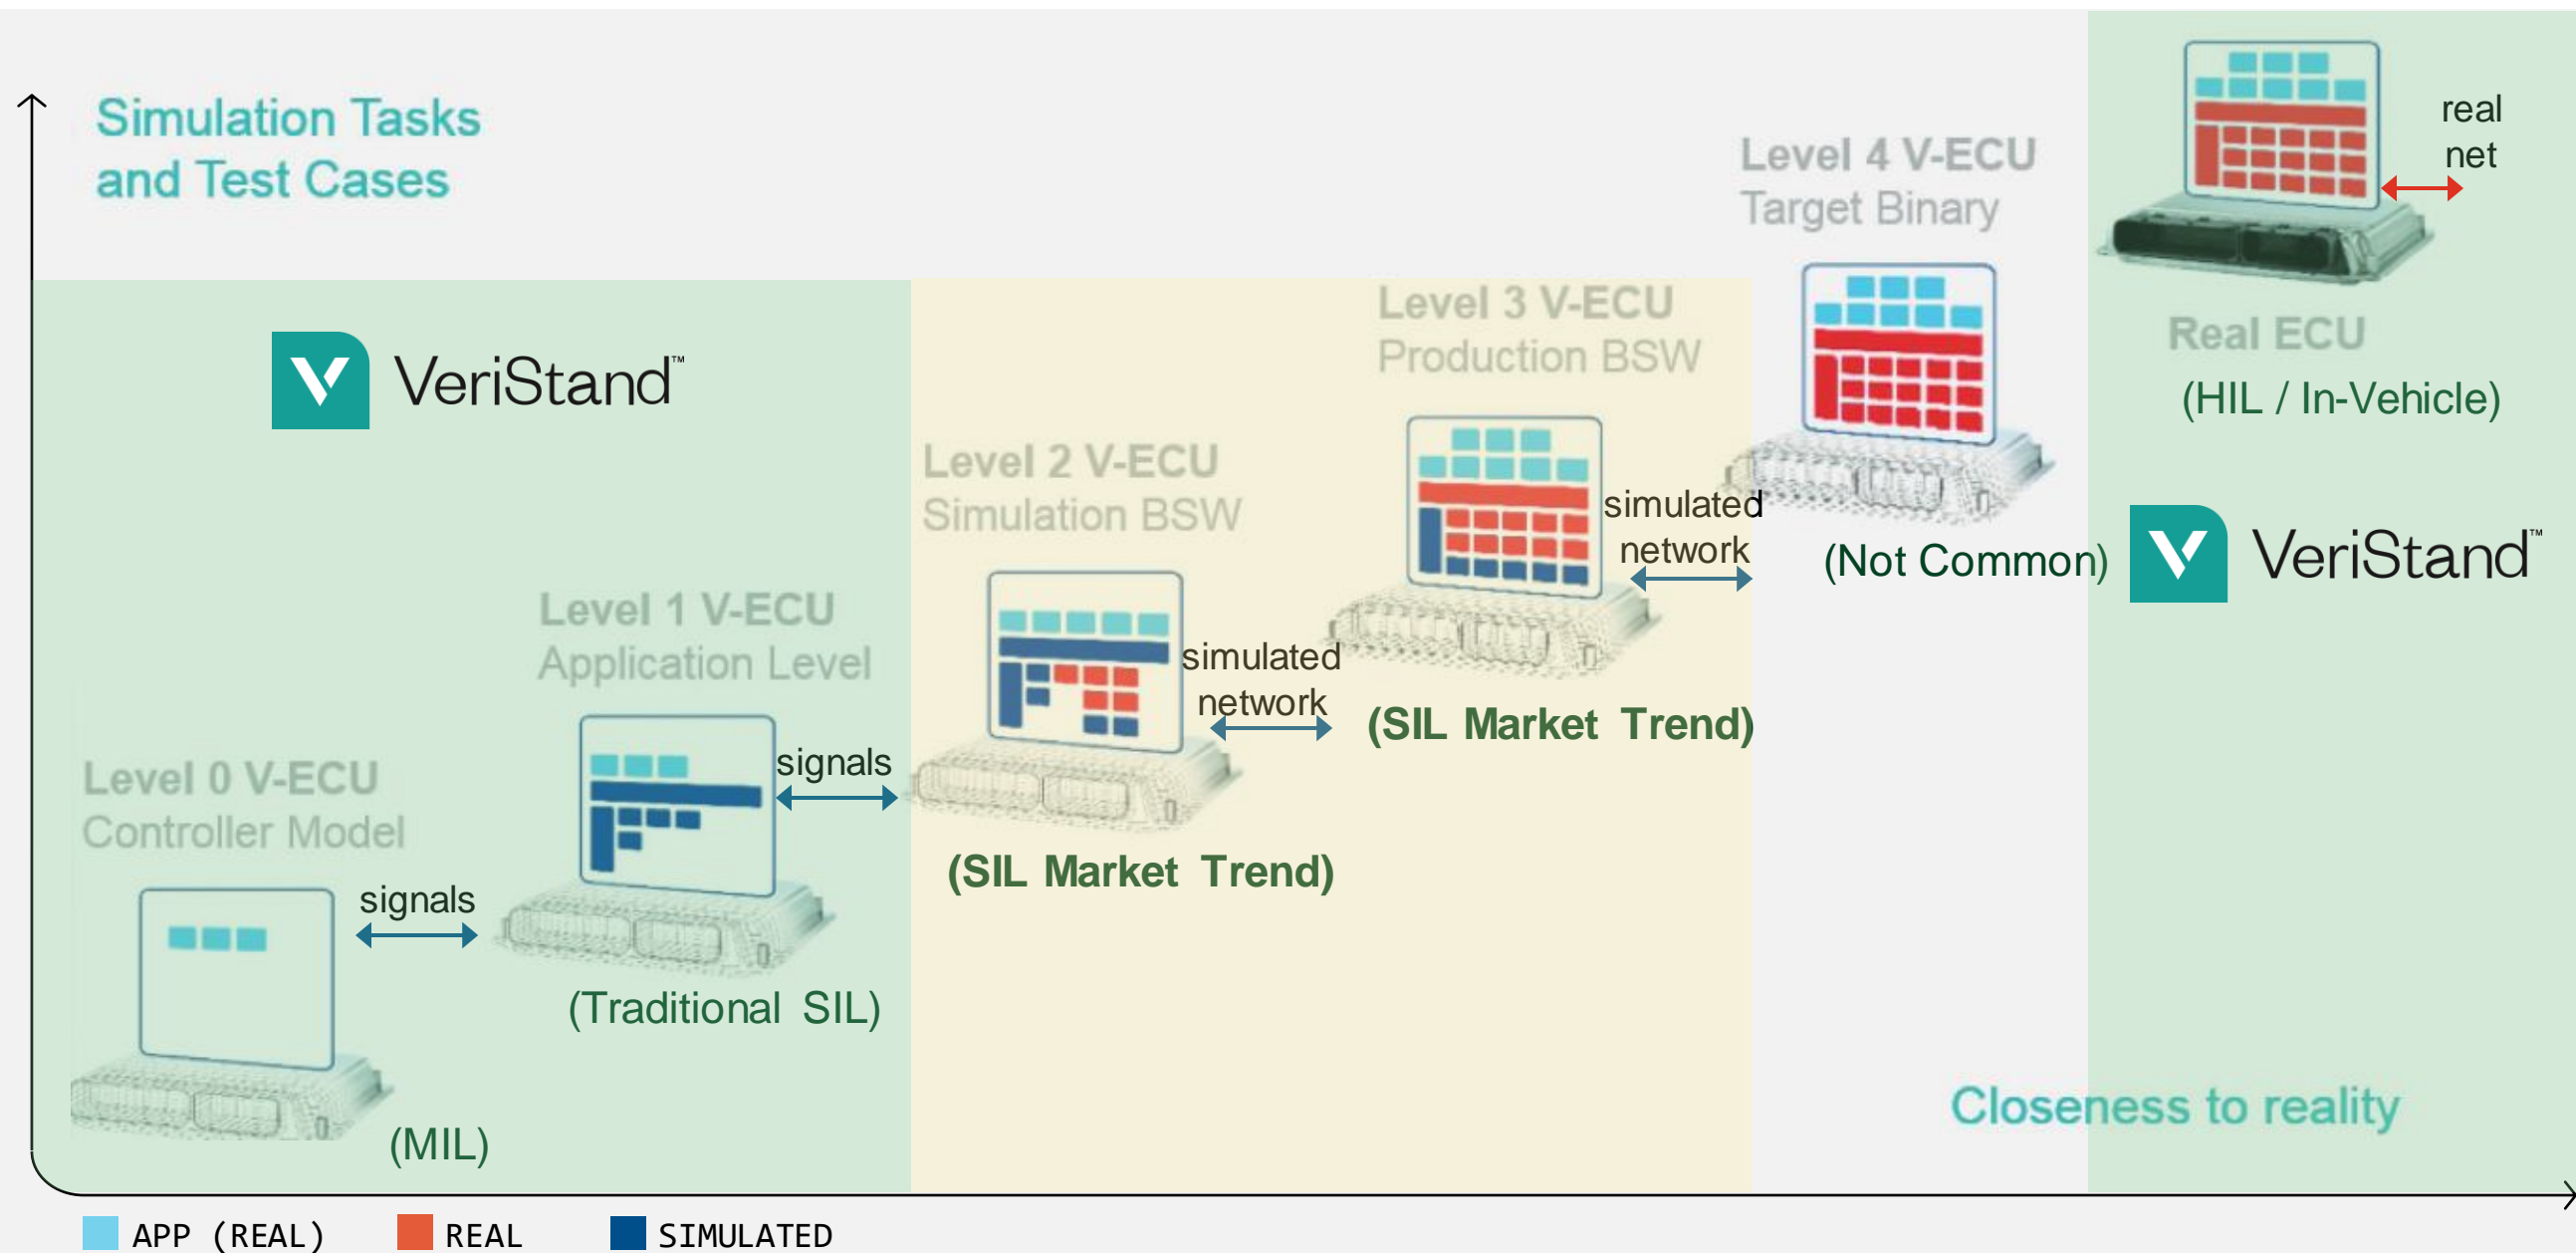 Simulation Tasks
and Test Cases
VeriStand™
Level 0 V-ECU
Controller Model
signals
(MIL)
Level 1 V-ECU
Application Level
signals
(Traditional SIL)
Level 2 V-ECU
Simulation BSW
simulated
network
(SIL Market Trend)
Level 3 V-ECU
Production BSW
simulated
network
(SIL Market Trend)
Level 4 V-ECU
Target Binary
(Not Common)
real
net
Real ECU
(HIL / In-Vehicle)
VeriStand™
Closeness to reality
APP (REAL)
REAL
SIMULATED